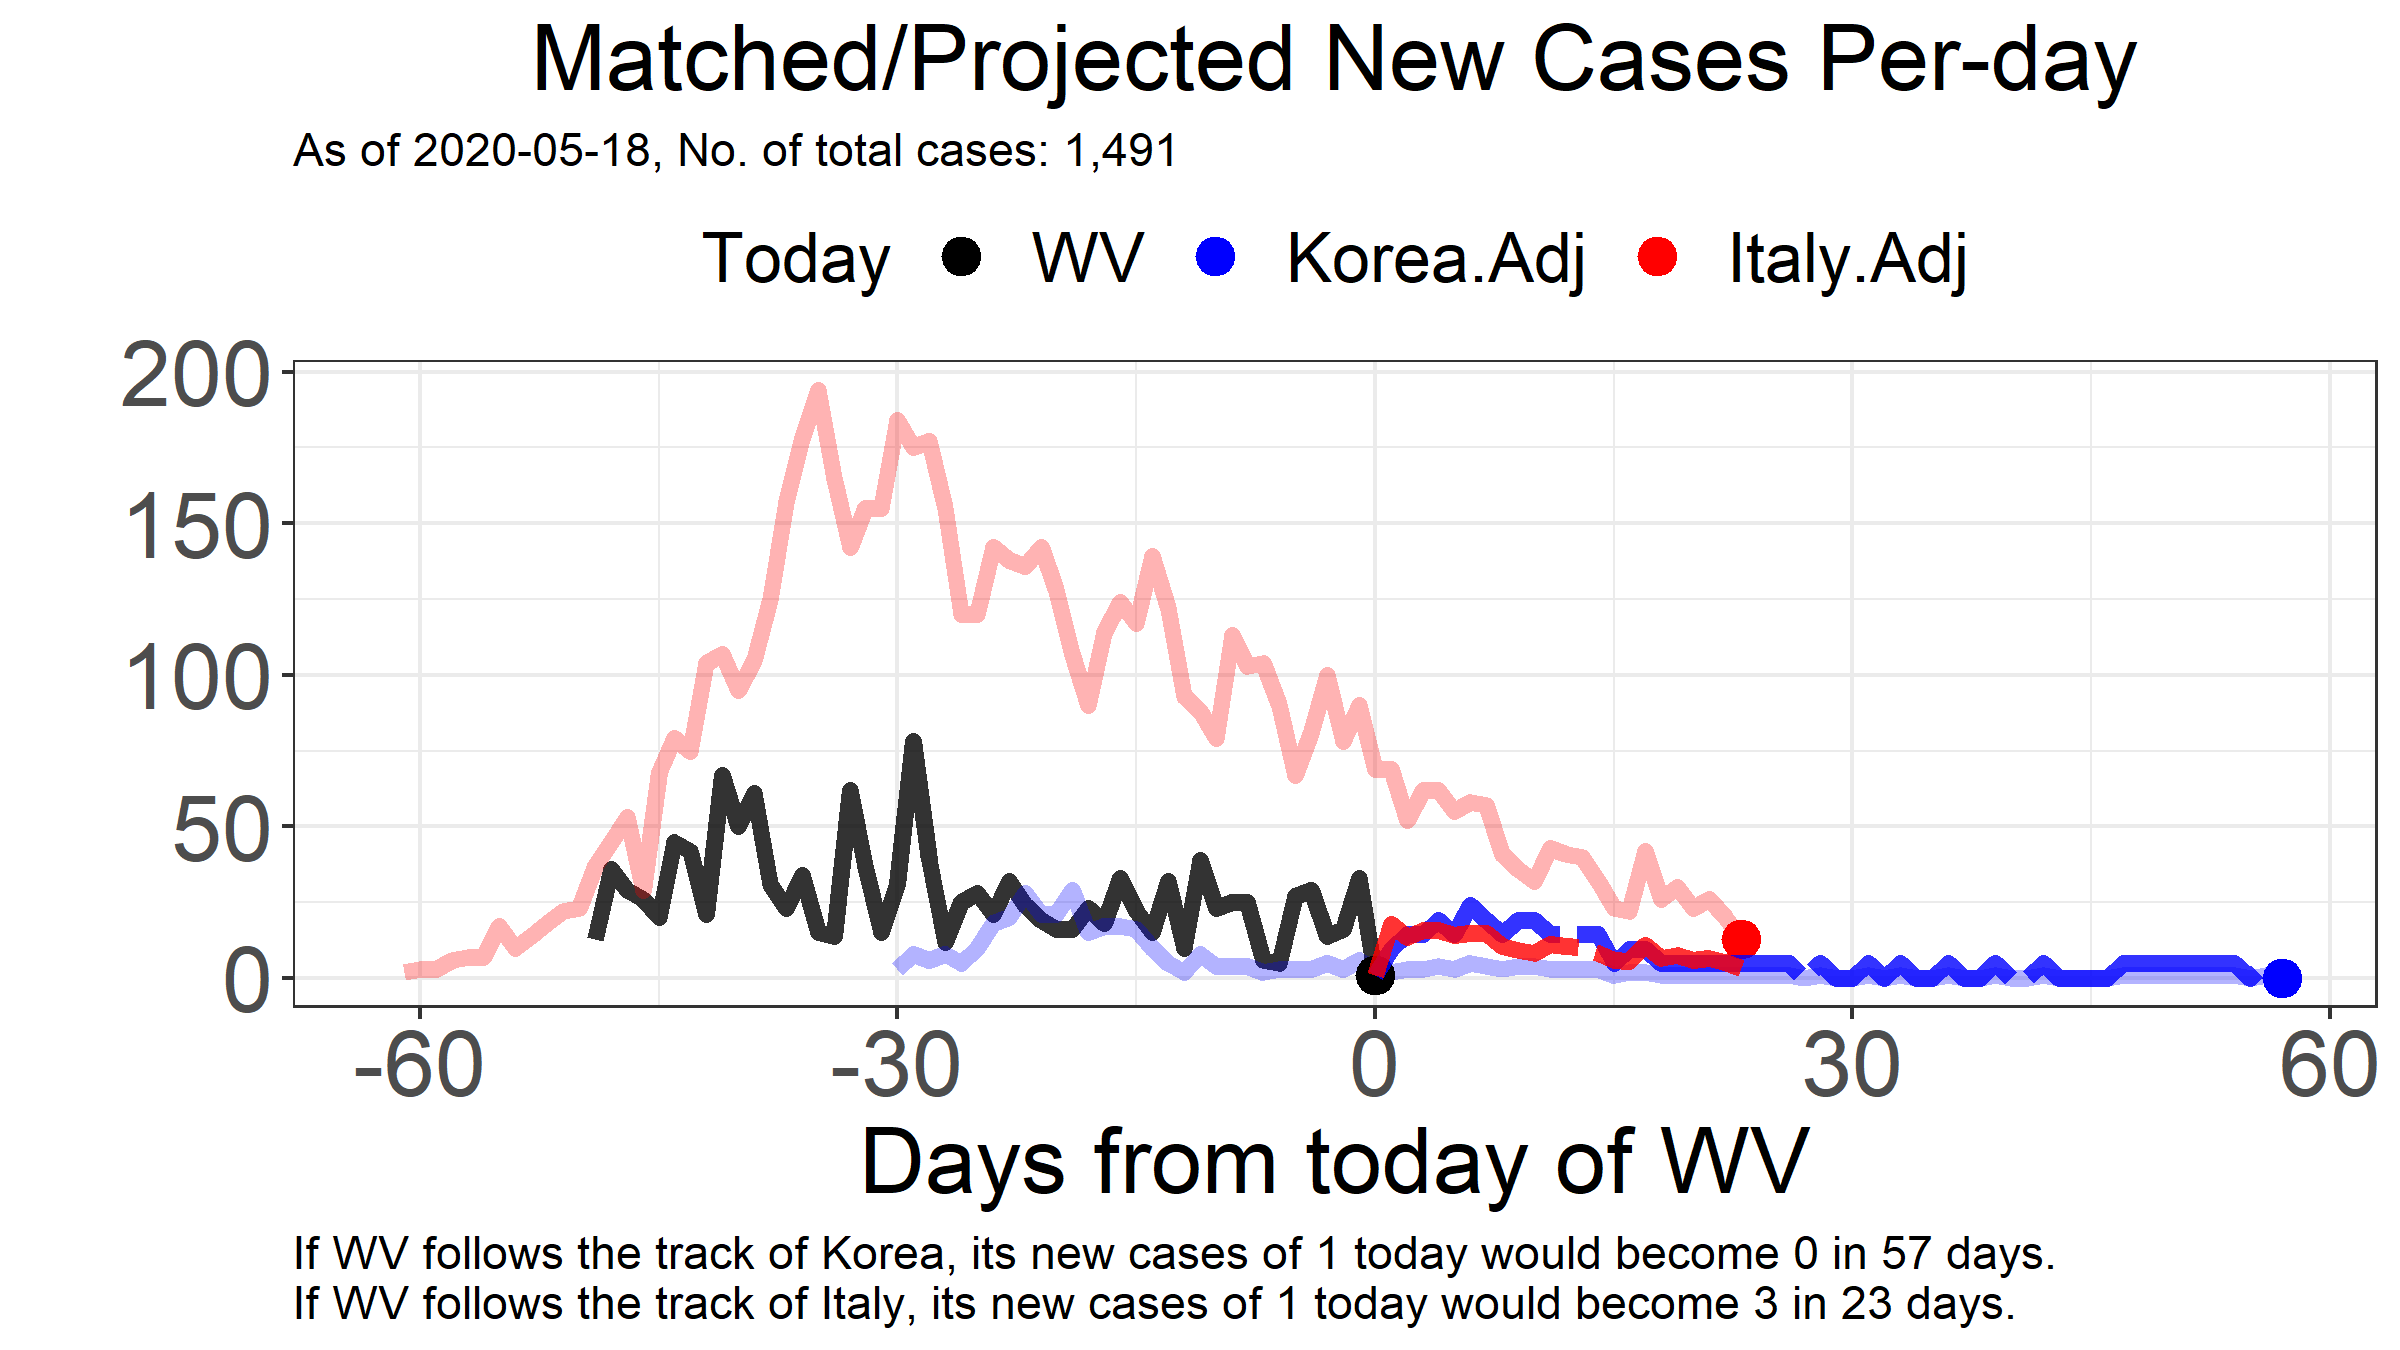 Matched/Projected New Cases Per-day
As of 2020-05-18, No. of total cases: 1,491
Today WV Korea.Adj Italy.Adj
200
150
100
50
0
-60 -30 0 30 60
Days from today of WV
If WV follows the track of Korea, its new cases of 1 today would become 0 in 57 days.
If WV follows the track of Italy, its new cases of 1 today would become 3 in 23 days.